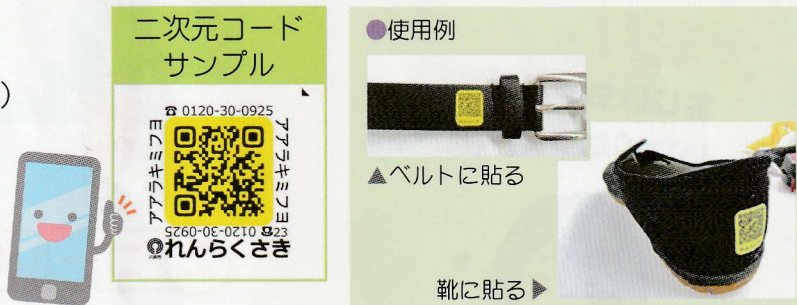 )
二次元コード
サンプル
☎ 0120-30-0925
アアラキミフヨ
アアラキミフヨ
☎ 0120-30-0925
23
れんらくさき
●使用例
▲ベルトに貼る
靴に貼る▶